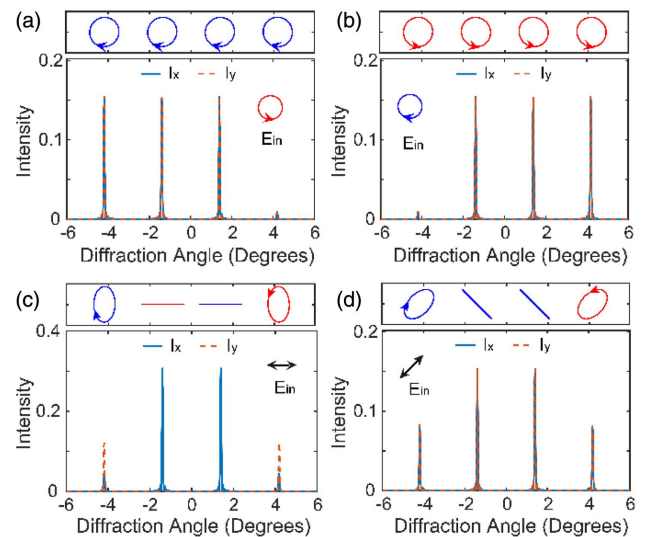 (a)
0.2
Ix Iy
Ein
0.1
0
Intensity
-6 -4 -2 0 2 4 6
Diffraction Angle (Degrees)
(b)
0.2
Ix Iy
Ein
0.1
0
Intensity
-6 -4 -2 0 2 4 6
Diffraction Angle (Degrees)
(c)
0.4
Ix Iy
Ein
0.2
0
Intensity
-6 -4 -2 0 2 4 6
Diffraction Angle (Degrees)
(d)
0.2
Ix Iy
Ein
0.1
0
Intensity
-6 -4 -2 0 2 4 6
Diffraction Angle (Degrees)